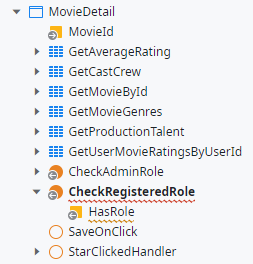 MovieDetail
MovieId
GetAverageRating
GetCastCrew
GetMovieById
GetMovieGenres
GetProductionTalent
GetUserMovieRatingsByUserId
CheckAdminRole
CheckRegisteredRole
HasRole
SaveOnClick
StarClickedHandler